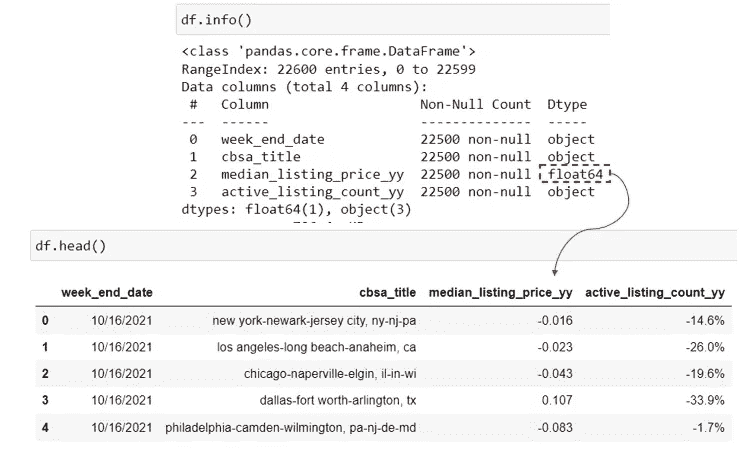 df.info()
<class 'pandas.core.frame.DataFrame'>
RangeIndex: 22600 entries, 0 to 22599
Data columns (total 4 columns):
# Column Non-Null Count Dtype
--- ------ -------------- -----
0 week_end_date 22500 non-null object
1 cbsa_title 22500 non-null object
2 median_listing_price_yy 22500 non-null float64
3 active_listing_count_yy 22500 non-null object
dtypes: float64(1), object(3)
df.head()
week_end_date cbsa_title median_listing_price_yy active_listing_count_yy
0 10/16/2021 new york-newark-jersey city, ny-nj-pa -0.016 -14.6%
1 10/16/2021 los angeles-long beach-anaheim, ca -0.023 -26.0%
2 10/16/2021 chicago-naperville-elgin, il-in-wi -0.043 -19.6%
3 10/16/2021 dallas-fort worth-arlington, tx 0.107 -33.9%
4 10/16/2021 philadelphia-camden-wilmington, pa-nj-de-md -0.083 -1.7%